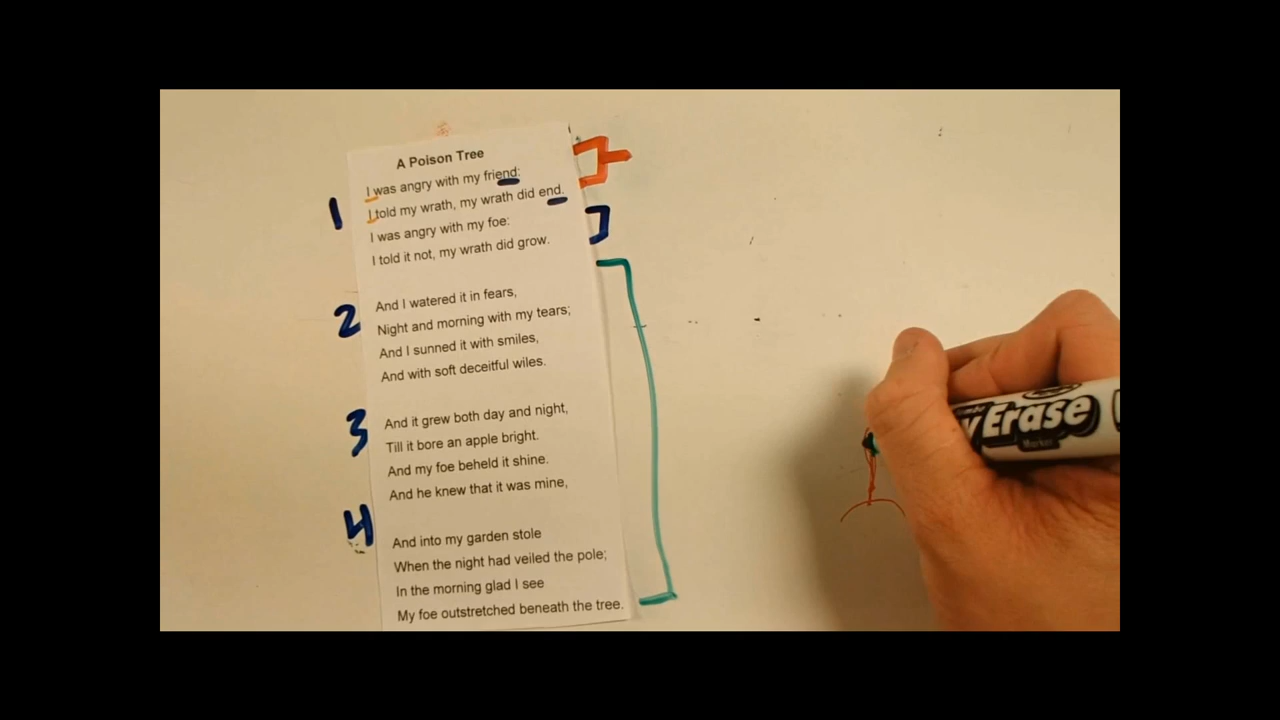 A Poison Tree
1
I was angry with my friend:
I told my wrath, my wrath did end.
I was angry with my foe:
I told it not, my wrath did grow.
2
And I watered it in fears,
Night and morning with my tears;
And I sunned it with smiles,
And with soft deceitful wiles.
3
And it grew both day and night,
Till it bore an apple bright.
And my foe beheld it shine.
And he knew that it was mine,
4
And into my garden stole
When the night had veiled the pole;
In the morning glad I see
My foe outstretched beneath the tree.
yErase
Marker